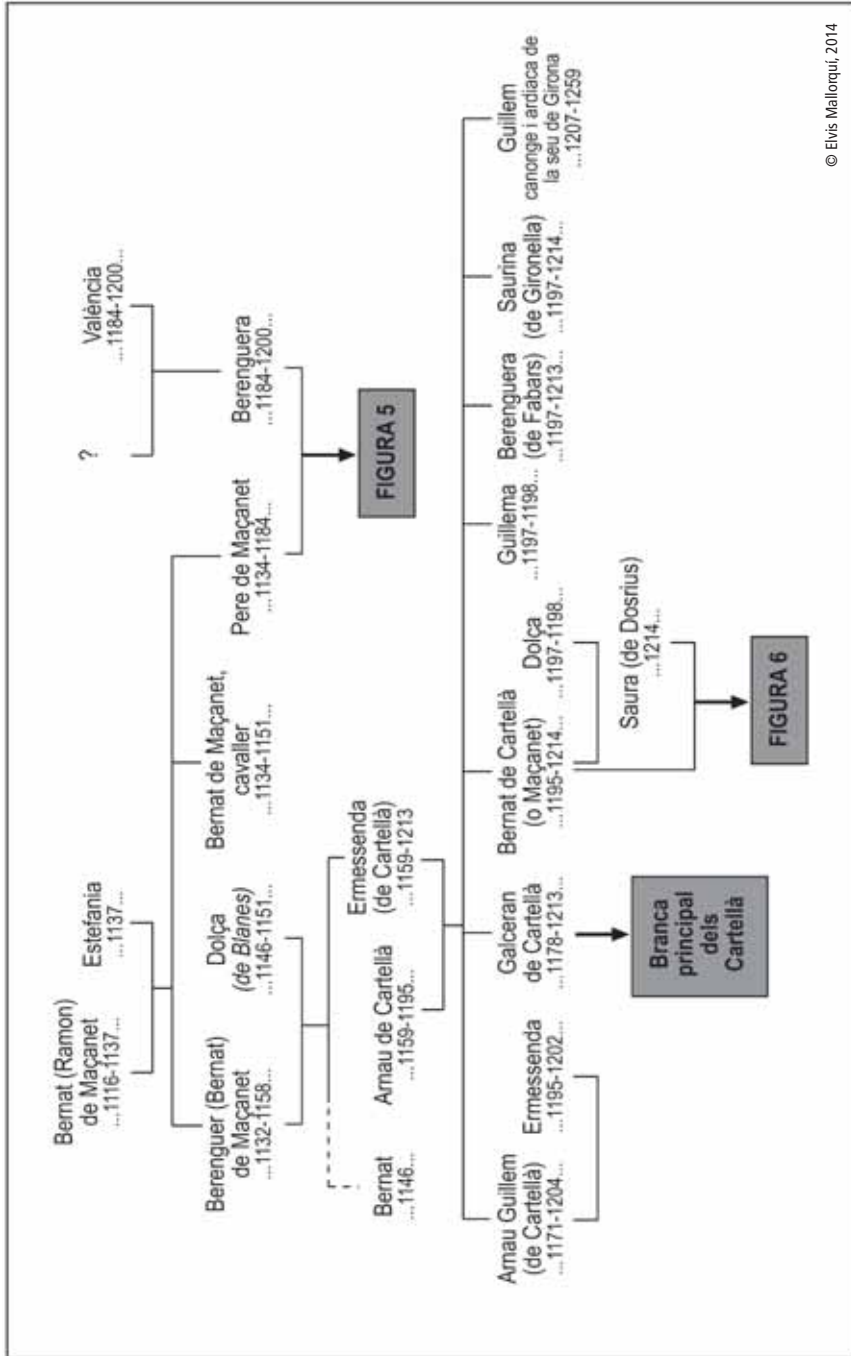 Bernat (Ramon)
de Maçanet
...1116-1137...
Estefania
...1137...
València
...1184-1200...
?
Berenguer (Bernat)
de Maçanet
...1132-1158...
Dolça
(de Blanes)
...1146-1151...
Bernat de Maçanet,
cavaller
...1134-1151...
Pere de Maçanet
...1134-1184...
Berenguera
...1184-1200...
FIGURA 5
Bernat
...1146...
Arnau de Cartellà
...1159-1195...
Ermessenda
(de Cartellà)
...1159-1213
Arnau Guillem
(de Cartellà)
...1171-1204...
Ermessenda
...1195-1202...
Galceran
de Cartellà
...1178-1213...
Bernat de Cartellà
(o Maçanet)
...1195-1214...
Dolça
...1197-1198...
Guillema
...1197-1198...
Berenguera
(de Fabars)
...1197-1213...
Saurina
(de Gironella)
...1197-1214...
Guillem
canonge i ardiaca de
la seu de Girona
...1207-1259
Saura (de Dosrius)
...1214...
Branca
principal
dels
Cartellà
FIGURA 6
© Elvis Mallorquí, 2014